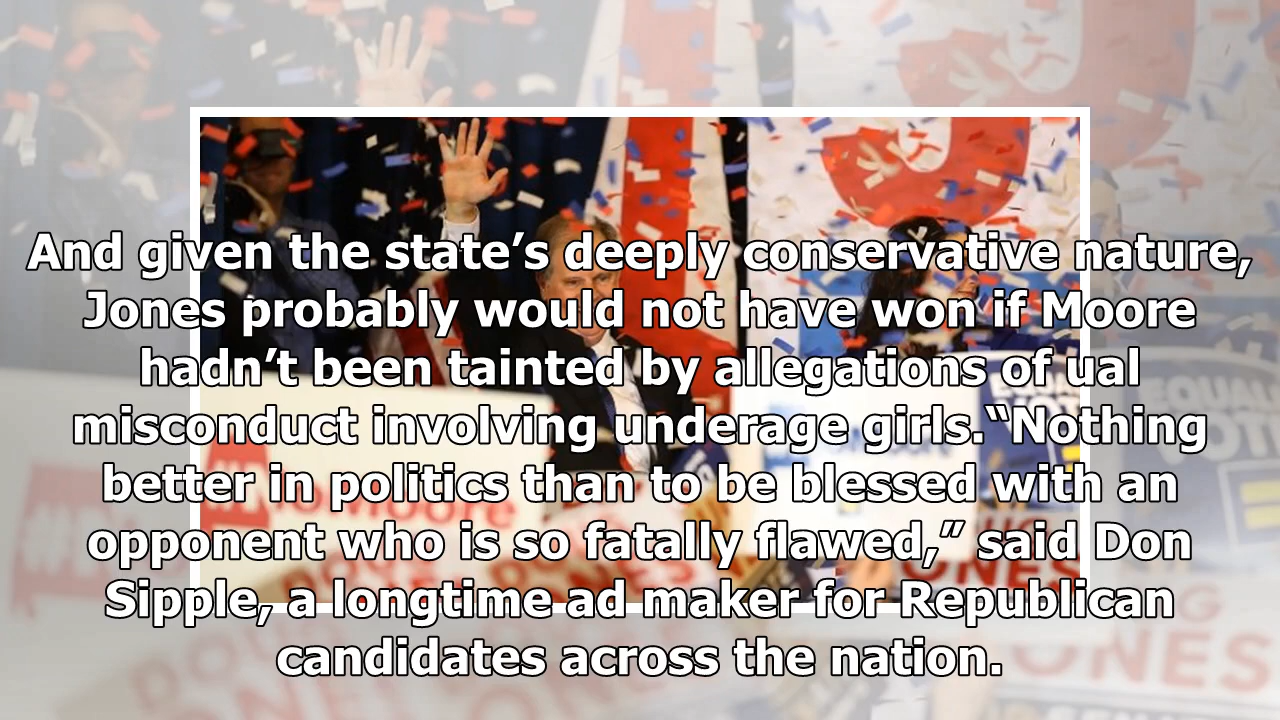 And given the state’s deeply conservative nature,
Jones probably would not have won if Moore
hadn’t been tainted by allegations of ual
misconduct involving underage girls.“Nothing
better in politics than to be blessed with an
opponent who is so fatally flawed,” said Don
Sipple, a longtime ad maker for Republican
candidates across the nation.